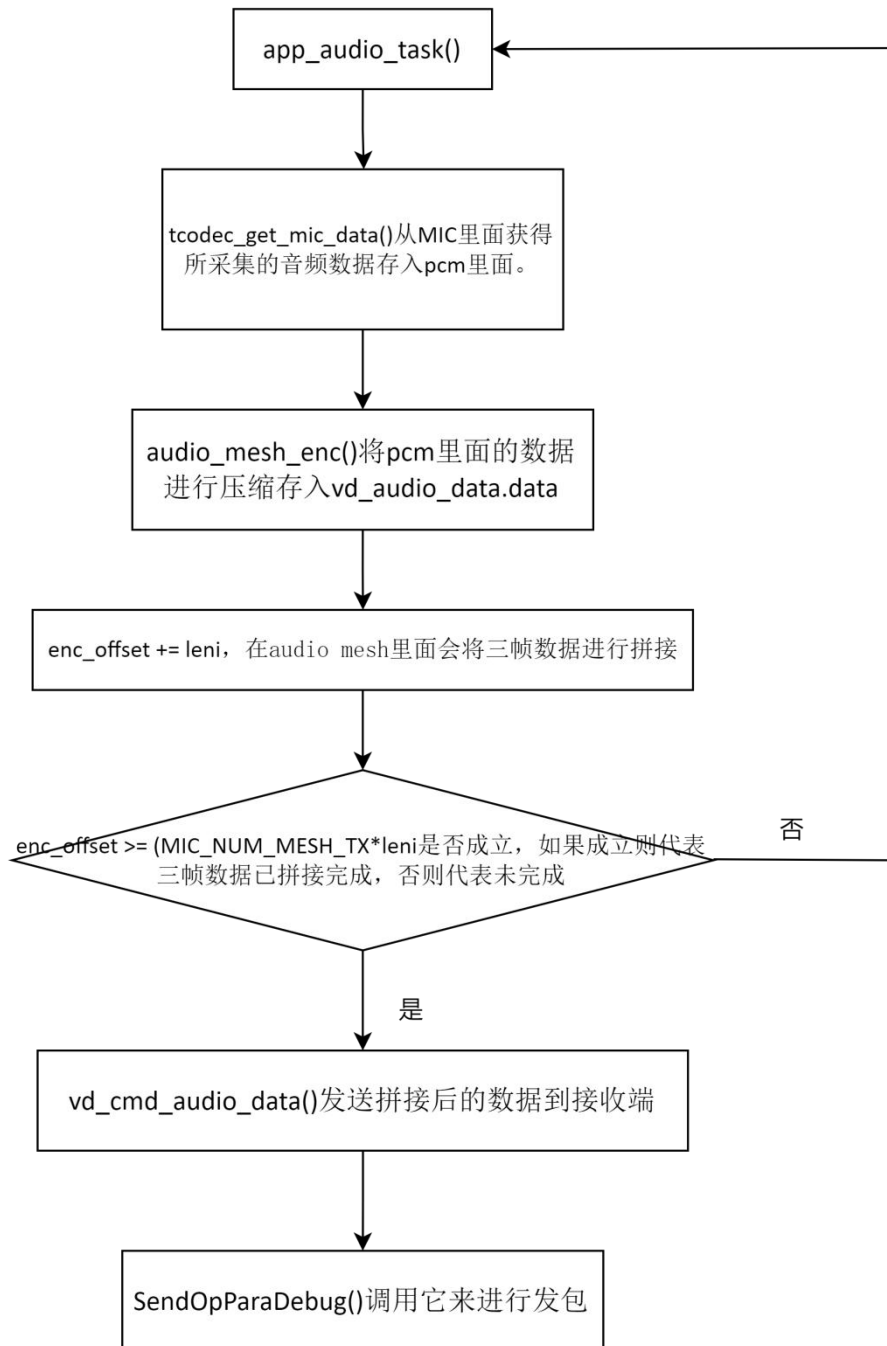 app_audio_task()
tcodec_get_mic_data()从MIC里面获得
所采集的音频数据存入pcm里面。
audio_mesh_enc()将pcm里面的数据
进行压缩存入vd_audio_data.data
enc_offset += leni，在audio mesh里面会将三帧数据进行拼接
enc_offset >= (MIC_NUM_MESH_TX*leni是否成立，如果成立则代表
三帧数据已拼接完成，否则代表未完成
否
是
vd_cmd_audio_data()发送拼接后的数据到接收端
SendOpParaDebug()调用它来进行发包